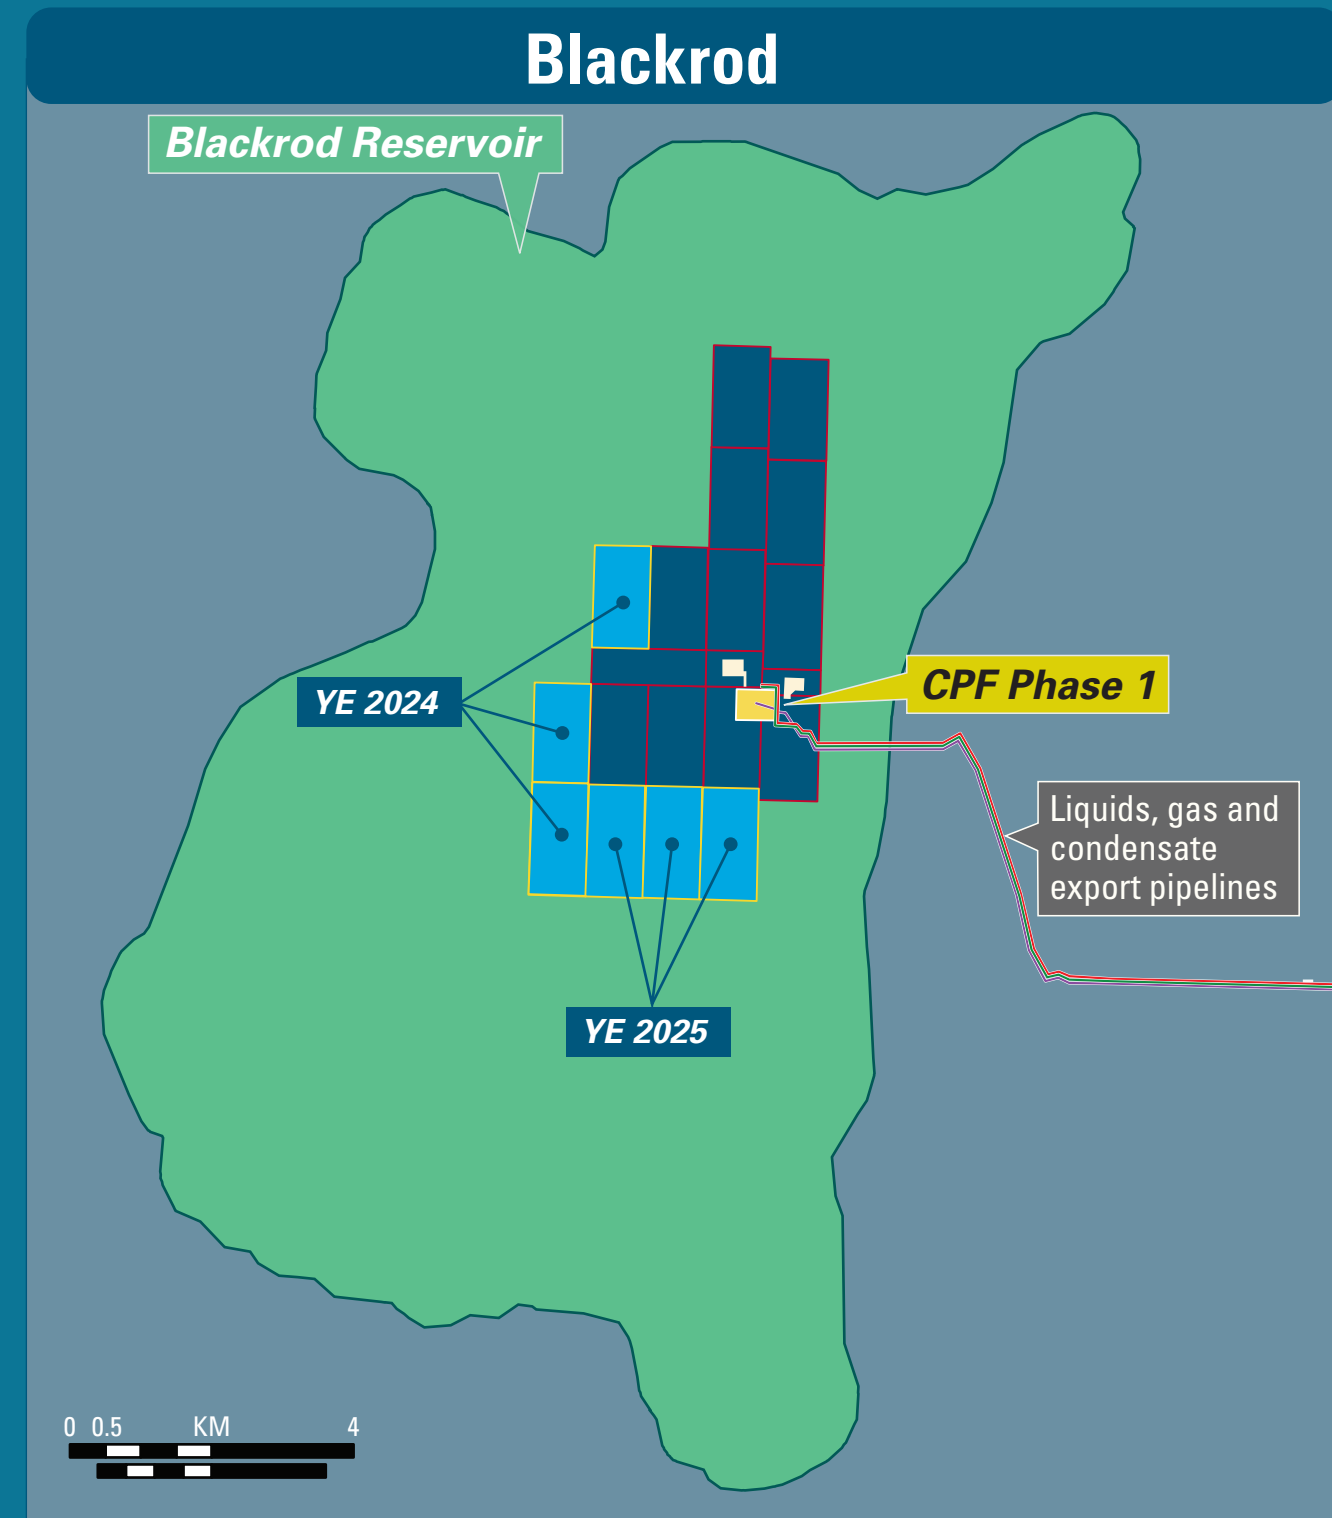 Blackrod
Blackrod Reservoir
CPF Phase 1
YE 2024
Liquids, gas and
condensate
export pipelines
YE 2025
0 0.5 KM 4